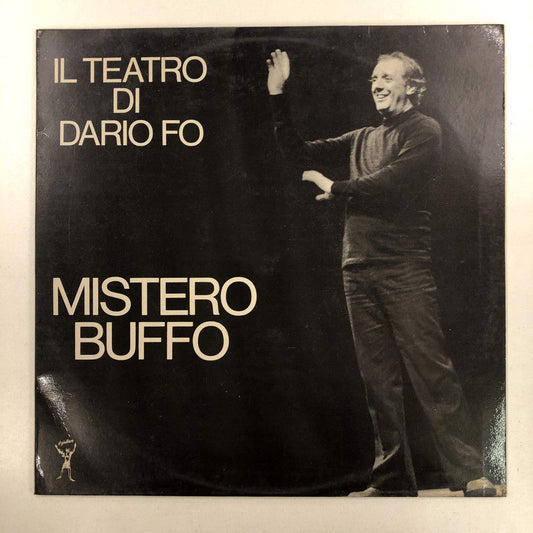 IL TEATRO
DI
DARIO FO
MISTERO
BUFFO